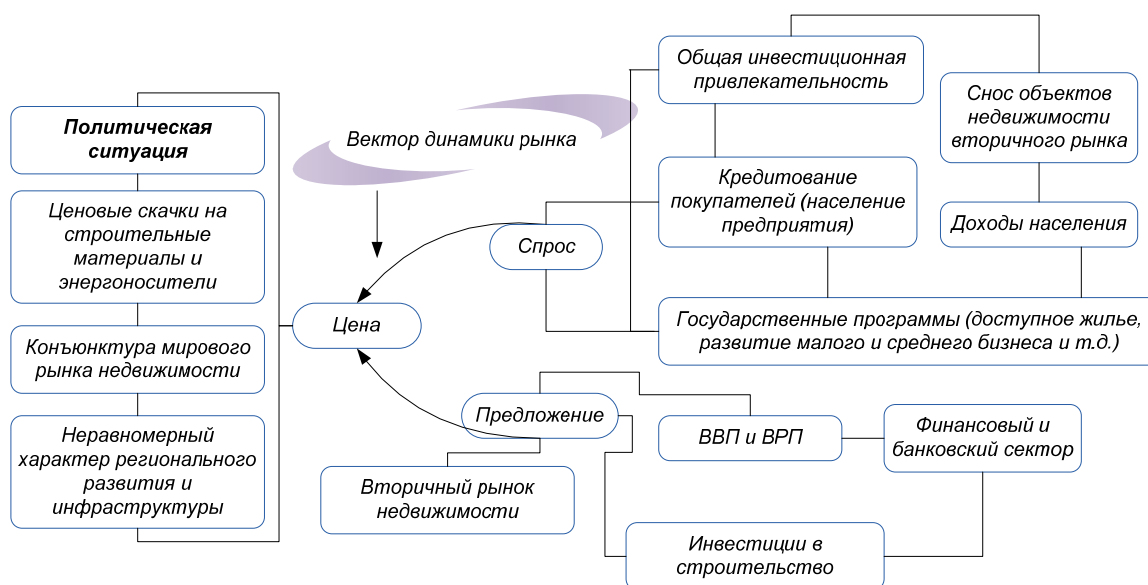 Политическая
ситуация
Ценовые скачки на
строительные
материалы и
энергоносители
Конъюнктура мирового
рынка недвижимости
Неравномерный
характер регионального
развития и
инфраструктуры
Вектор динамики рынка
Цена
Спрос
Предложение
Вторичный рынок
недвижимости
Общая инвестиционная
привлекательность
Кредитование
покупателей (население
предприятия)
Снос объектов
недвижимости
вторичного рынка
Доходы населения
Государственные программы (доступное жилье,
развитие малого и среднего бизнеса и т.д.)
ВВП и ВРП
Финансовый и
банковский сектор
Инвестиции в
строительство